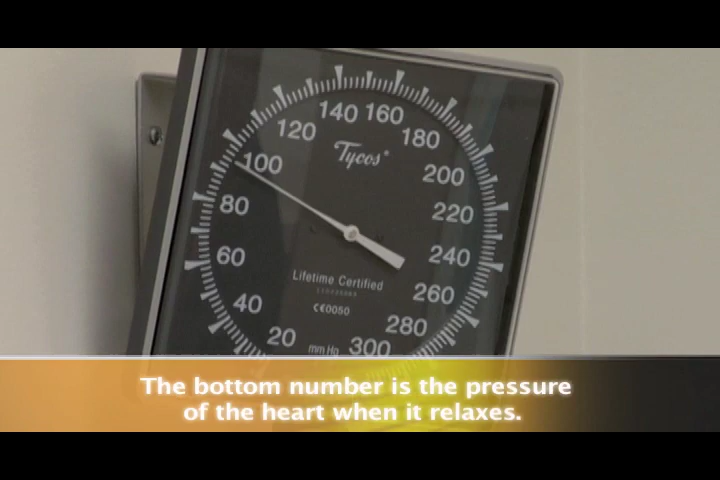 140 160
120 180
Tycos®
100 200
80 220
60 240
Lifetime Certified
260
CE0050
40 280
20 mm Hg 300
The bottom number is the pressure
of the heart when it relaxes.